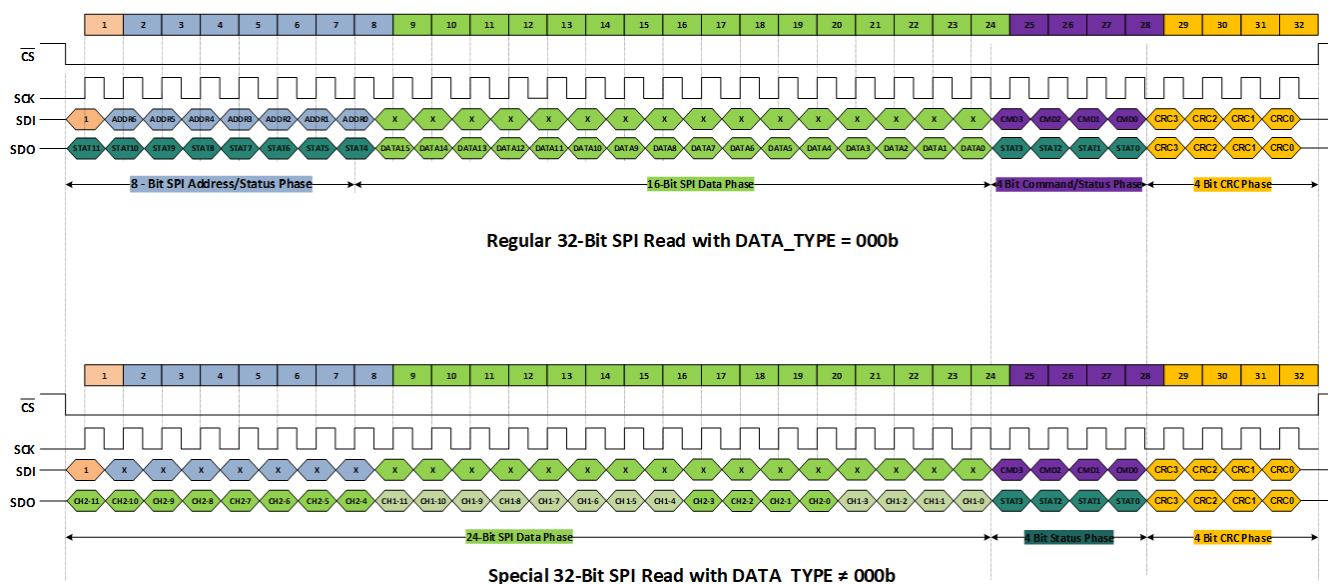 1 2 3 4 5 6 7 8 9 10 11 12 13 14 15 16 17 18 19 20 21 22 23 24 25 26 27 28 29 30 31 32
CS
SCK
SDI 1 ADDR6 ADDR5 ADDR4 ADDR3 ADDR2 ADDR1 ADDR0 X X X X X X X X X X X X X X X X CMD3 CMD2 CMD1 CMD0 CRC3 CRC2 CRC1 CRC0
SDO STAT11 STAT10 STAT9 STAT8 STAT7 STAT6 STAT5 STAT4 DATA15 DATA14 DATA13 DATA12 DATA11 DATA10 DATA9 DATA8 DATA7 DATA6 DATA5 DATA4 DATA3 DATA2 DATA1 DATA0 STAT3 STAT2 STAT1 STAT0 CRC3 CRC2 CRC1 CRC0
8 - Bit SPI Address/Status Phase 16-Bit SPI Data Phase 4 Bit Command/Status Phase 4 Bit CRC Phase
Regular 32-Bit SPI Read with DATA_TYPE = 000b
1 2 3 4 5 6 7 8 9 10 11 12 13 14 15 16 17 18 19 20 21 22 23 24 25 26 27 28 29 30 31 32
CS
SCK
SDI 1 X X X X X X X X X X X X X X X X X X X X X X X CMD3 CMD2 CMD1 CMD0 CRC3 CRC2 CRC1 CRC0
SDO CH2-11 CH2-10 CH2-9 CH2-8 CH2-7 CH2-6 CH2-5 CH2-4 CH1-11 CH1-10 CH1-9 CH1-8 CH1-7 CH1-6 CH1-5 CH1-4 CH2-3 CH2-2 CH2-1 CH2-0 CH1-3 CH1-2 CH1-1 CH1-0 STAT3 STAT2 STAT1 STAT0 CRC3 CRC2 CRC1 CRC0
24-Bit SPI Data Phase 4 Bit Status Phase 4 Bit CRC Phase
Special 32-Bit SPI Read with DATA_TYPE ≠ 000b